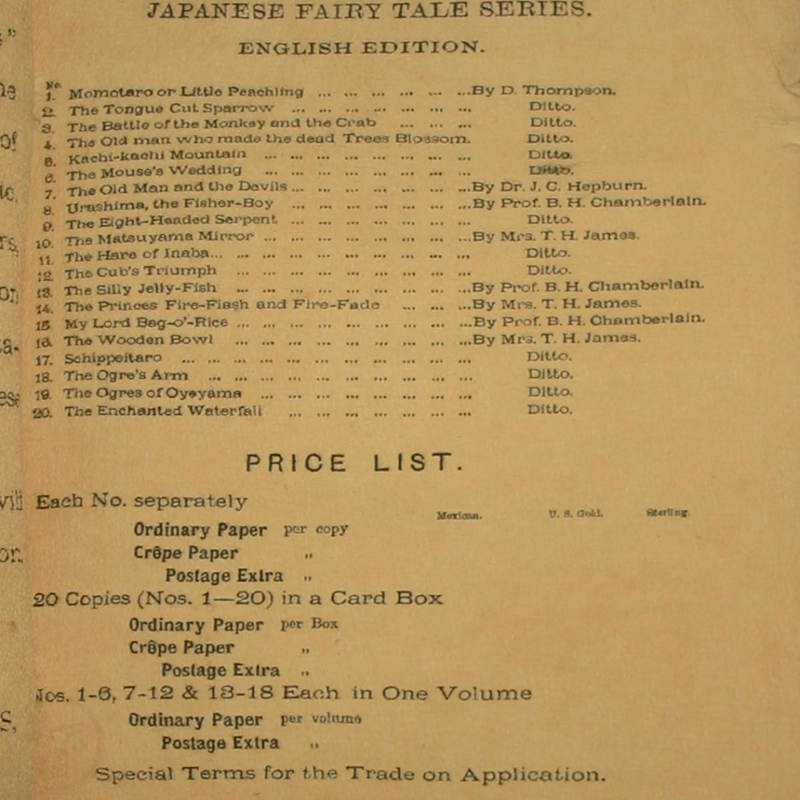 JAPANESE FAIRY TALE SERIES.
ENGLISH EDITION.
No.
1. Momotaro or Little Peachling ... ... ... ... ... ...By D. Thompson.
2. The Tongue Cut Sparrow ... ... ... ... ... ... ... Ditto.
3. The Battle of the Monkey and the Crab ... ... ... Ditto.
4. The Old man who made the dead Trees Blossom. Ditto.
5. Kachi-kachi Mountain ... ... ... ... ... ... ... ... Ditto.
6. The Mouse's Wedding ... ... ... ... ... ... ... Ditto.
7. The Old Man and the Devils... ... ... ... ... ... ...By Dr. J. C. Hepburn.
8. Urashima, the Fisher-Boy ... ... ... ... ... ... ...By Prof. B. H. Chamberlain.
9. The Eight-Headed Serpent ... ... ... ... ... ... ... Ditto.
10. The Matsuyama Mirror ... ... ... ... ... ... ... ...By Mrs. T. H. James.
11. The Hare of Inaba... ... ... ... ... ... ... ... ... ... Ditto.
12. The Cub's Triumph ... ... ... ... ... ... ... ... ... Ditto.
13. The Silly Jelly-Fish ... ... ... ... ... ... ... ... ...By Prof. B. H. Chamberlain.
14. The Princes Fire-Flash and Fire-Fade ... ... ...By Mrs. T. H. James.
15. My Lord Bag-o'-Rice ... ... ... ... ... ... ... ... ...By Prof. B. H. Chamberlain.
16. The Wooden Bowl ... ... ... ... ... ... ... ... ...By Mrs. T. H. James.
17. Schippeitaro ... ... ... ... ... ... ... ... ... ... ... Ditto.
18. The Ogre's Arm ... ... ... ... ... ... ... ... ... ... Ditto.
19. The Ogres of Oyeyama ... ... ... ... ... ... ... ... Ditto.
20. The Enchanted Waterfall ... ... ... ... ... ... ... Ditto.
PRICE LIST.
Each No. separately
Mexican. U. S. Gold. Sterling.
Ordinary Paper per copy
Crêpe Paper „
Postage Extra „
20 Copies (Nos. 1—20) in a Card Box
Ordinary Paper per Box
Crêpe Paper „
Postage Extra „
Nos. 1-6, 7-12 & 13-18 Each in One Volume
Ordinary Paper per volume
Postage Extra „
Special Terms for the Trade on Application.